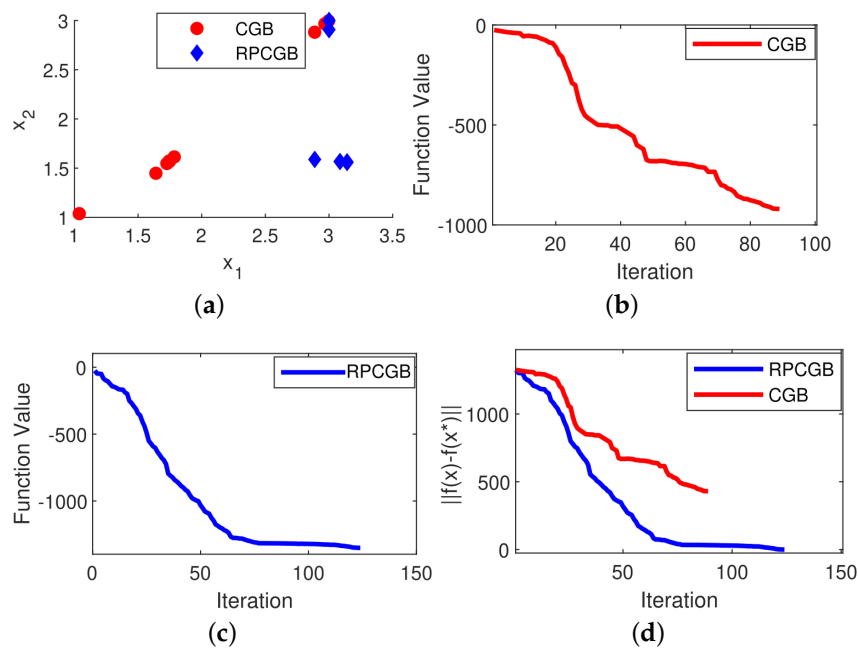 3
2.5
2
1.5
1
x2
CGB
RPCGB
1 1.5 2 2.5 3 3.5
x1
(a)
0
-500
-1000
Function Value
CGB
20 40 60 80 100
Iteration
(b)
0
-500
-1000
Function Value
RPCGB
0 50 100 150
Iteration
(c)
1000
500
0
||f(x)-f(x*)||
RPCGB
CGB
50 100 150
Iteration
(d)